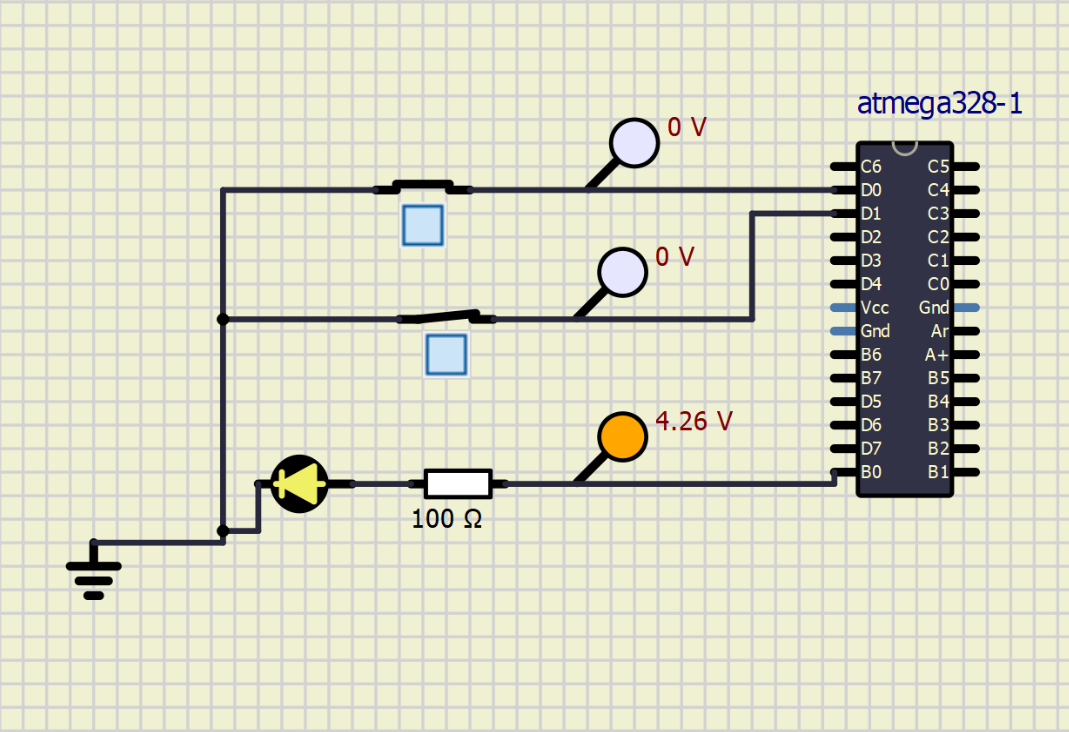 atmega328-1
0 V
C6 C5
D0 C4
D1 C3
D2 C2
0 V
D3 C1
D4 C0
Vcc Gnd
Gnd Ar
B6 A+
B7 B5
D5 B4
4.26 V
D6 B3
D7 B2
B0 B1
100 Ω